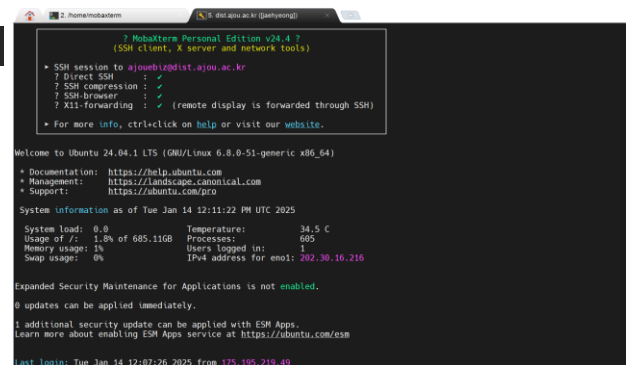 2. /home/mobaxterm
5. dist.ajou.ac.kr (jaehyeong)
? MobaXterm Personal Edition v24.4 ?
(SSH client, X server and network tools)
► SSH session to ajouebiz@dist.ajou.ac.kr
? Direct SSH : ✓
? SSH compression : ✓
? SSH-browser : ✓
? X11-forwarding : ✓ (remote display is forwarded through SSH)
► For more info, ctrl+click on help or visit our website.
Welcome to Ubuntu 24.04.1 LTS (GNU/Linux 6.8.0-51-generic x86_64)
* Documentation: https://help.ubuntu.com
* Management: https://landscape.canonical.com
* Support: https://ubuntu.com/pro
System information as of Tue Jan 14 12:11:22 PM UTC 2025
System load: 0.0 Temperature: 34.5 C
Usage of /: 1.8% of 685.11GB Processes: 605
Memory usage: 1% Users logged in: 1
Swap usage: 0% IPv4 address for eno1: 202.30.16.216
Expanded Security Maintenance for Applications is not enabled.
0 updates can be applied immediately.
1 additional security update can be applied with ESM Apps.
Learn more about enabling ESM Apps service at https://ubuntu.com/esm
Last login: Tue Jan 14 12:07:26 2025 from 175.195.219.49